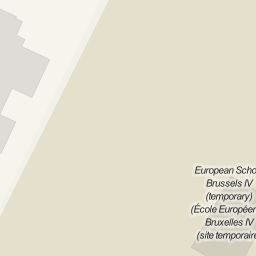 European Scho
Brussels IV
(temporary)
(École Européen
Bruxelles IV
(site temporaire